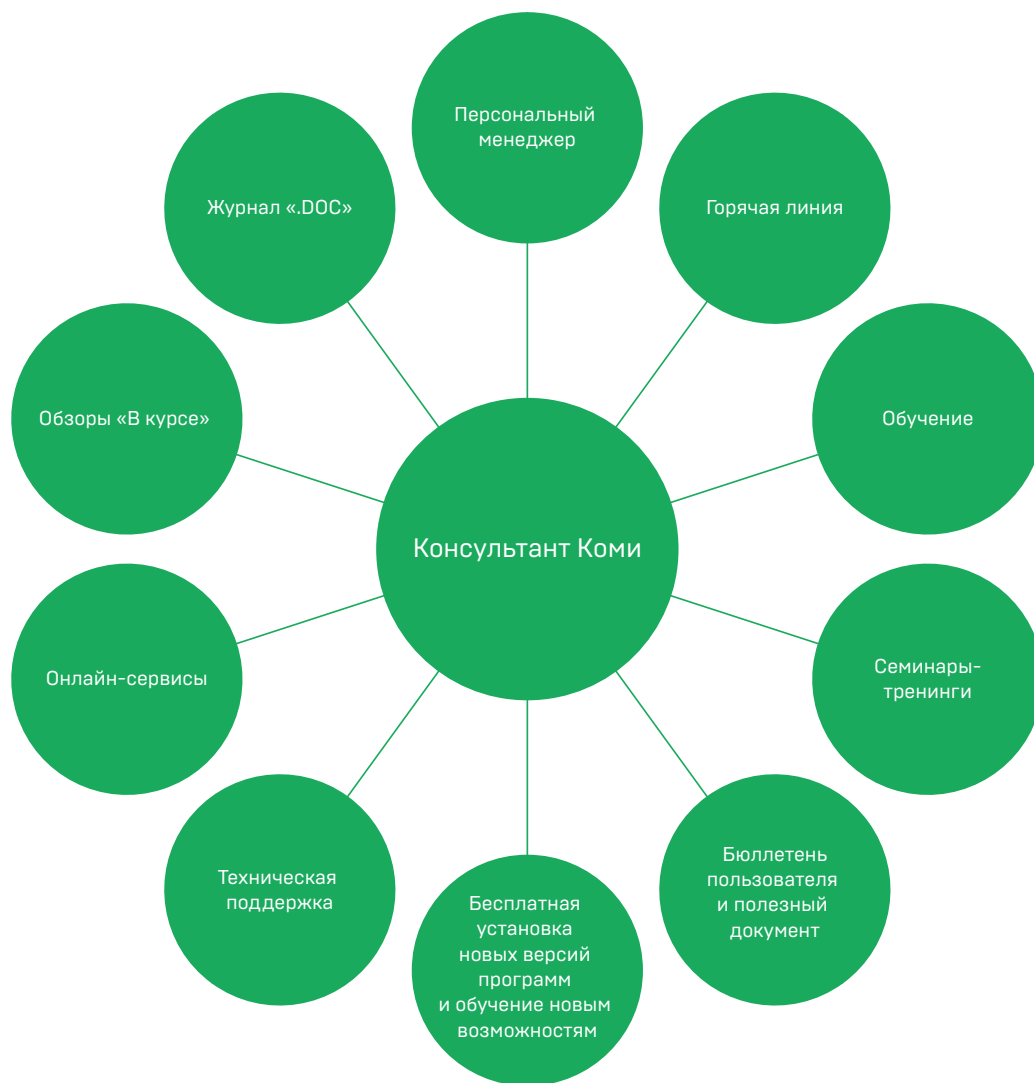 Персональный
менеджер
Журнал «.DOC»
Горячая линия
Обзоры «В курсе»
Обучение
Консультант Коми
Онлайн-сервисы
Семинары-
тренинги
Техническая
поддержка
Бесплатная
установка
новых версий
программ
и обучение новым
возможностям
Бюллетень
пользователя
и полезный
документ